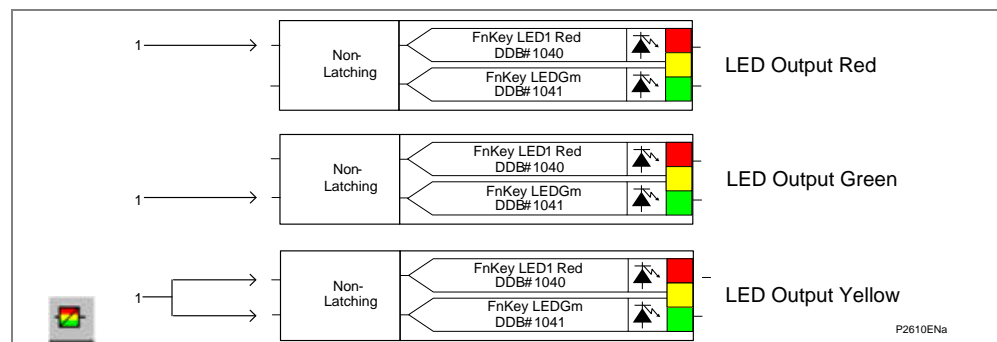 FnKey LED1 Red
DDB#1040
1
Non-
Latching
FnKey LEDGrn
DDB#1041
LED Output Red
FnKey LED1 Red
DDB#1040
Non-
Latching
1
FnKey LEDGrn
DDB#1041
LED Output Green
FnKey LED1 Red
DDB#1040
1
Non-
Latching
FnKey LEDGrn
DDB#1041
LED Output Yellow
P2610ENa